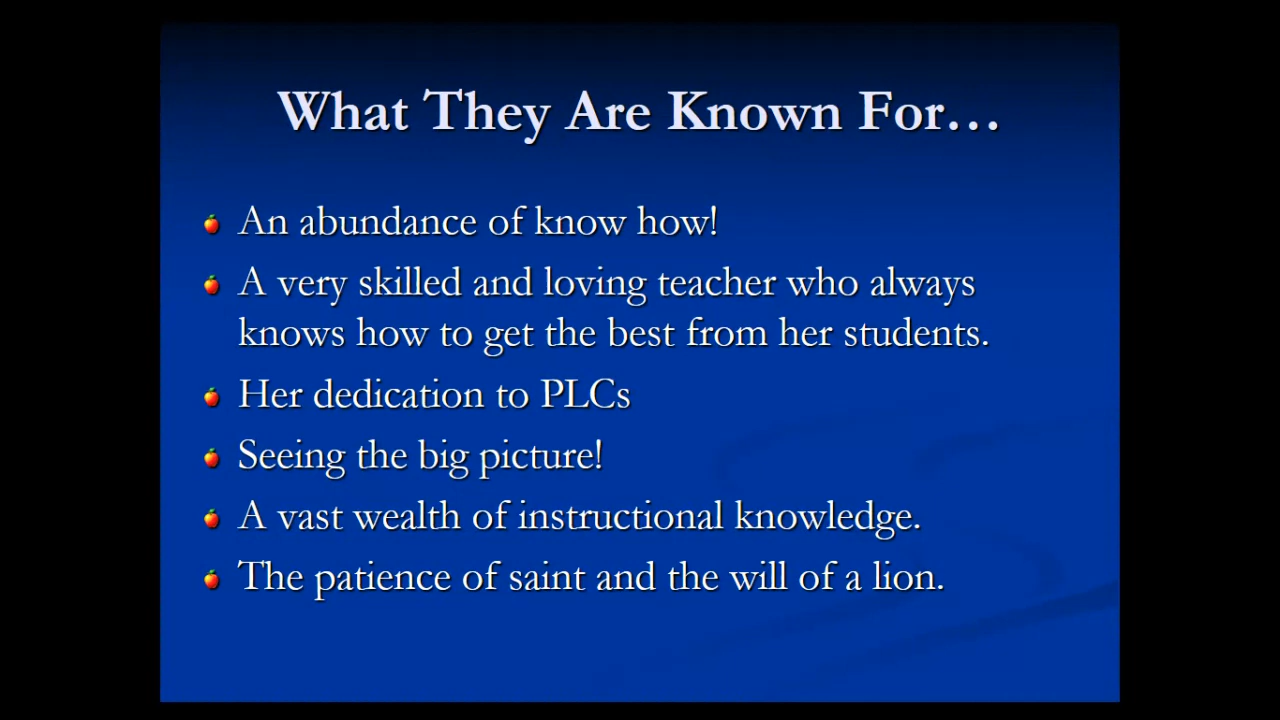 What They Are Known For…
An abundance of know how!
A very skilled and loving teacher who always
knows how to get the best from her students.
Her dedication to PLCs
Seeing the big picture!
A vast wealth of instructional knowledge.
The patience of saint and the will of a lion.